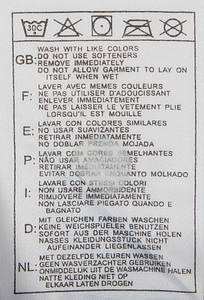 WASH WITH LIKE COLORS
GB: DO NOT USE SOFTENERS
REMOVE IMMEDIATELY
DO NOT ALLOW GARMENT TO LAY ON
ITSELF WHEN WET
LAVER AVEC MEMES COULEURS
F: NE PAS UTILISER D'ADOUCISSANT
ENLEVER IMMEDIATEMENT
NE PAS LAISSER LE VETEMENT PLIE
LORSQU'IL EST MOUILLE
LAVAR CON COLORES SIMILARES
E: NO USAR SUAVIZANTES
RETIRAR INMEDIATAMENTE
NO DOBLAR PRENDA MOJADA
LAVAR COM CORES SEMELHANTES
P: NÃO USAR AMACIADORES
RETIRAR IMEDIATAMENTE
EVITAR DOBRAR ENQUANTO MOLHADO
LAVARE CON STESSI COLORI
I: NON USARE AMMORBIDENTE
RIMUOVERE IMMEDIATAMENTE
NON LASCIARE PIEGATO QUANDO E
BAGNATO
MIT GLEICHEN FARBEN WASCHEN
D: KEINE WEICHSPUELER BENUTZEN
SOFORT AUS DER MASCHINE HOLEN
NASSES KLEIDUNGSSTÜCK NICHT
AUFEINANDER LIEGENLASSEN
MET DEZELFDE KLEUREN WASSEN
NL: GEEN WASVERZACHTER GEBRUIKEN
ONMIDDELIJK UIT DE WASMACHINE HALEN
NATTE KLEDING NIET OP
ELKAAR LATEN DROGEN